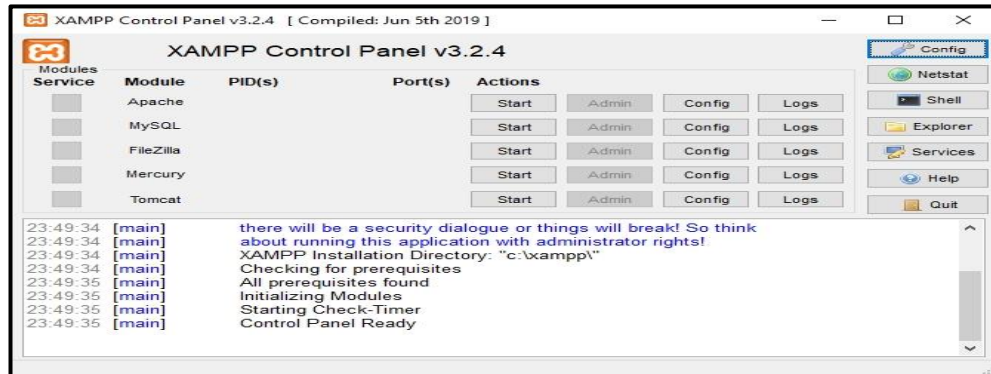 XAMPP Control Panel v3.2.4 [ Compiled: Jun 5th 2019 ]
XAMPP Control Panel v3.2.4
Config
Modules
Service Module PID(s) Port(s) Actions
Netstat
Apache Start Admin Config Logs
Shell
MySQL Start Admin Config Logs
Explorer
FileZilla Start Admin Config Logs
Services
Mercury Start Admin Config Logs
Help
Tomcat Start Admin Config Logs
Quit
23:49:34 [main] there will be a security dialogue or things will break! So think
23:49:34 [main] about running this application with administrator rights!
23:49:34 [main] XAMPP Installation Directory: "c:\xampp\"
23:49:34 [main] Checking for prerequisites
23:49:35 [main] All prerequisites found
23:49:35 [main] Initializing Modules
23:49:35 [main] Starting Check-Timer
23:49:35 [main] Control Panel Ready